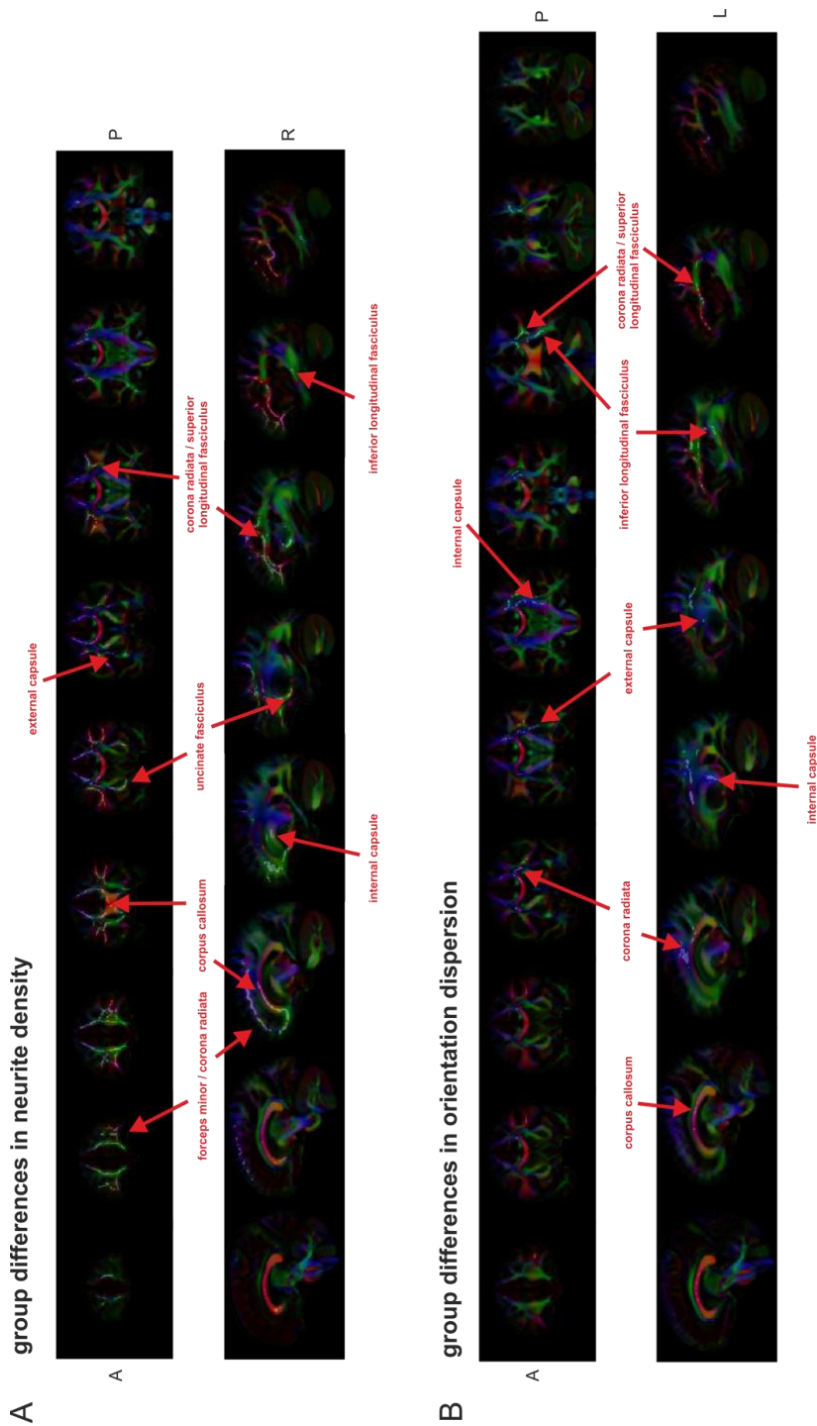 A
group differences in neurite density
external capsule
A
P
forceps minor / corona radiata
corpus callosum
uncinate fasciculus
corona radiata / superior
longitudinal fasciculus
R
internal capsule
inferior longitudinal fasciculus
B
group differences in orientation dispersion
internal capsule
A
P
corpus callosum
corona radiata
external capsule
inferior longitudinal fasciculus
corona radiata / superior
longitudinal fasciculus
L
internal capsule